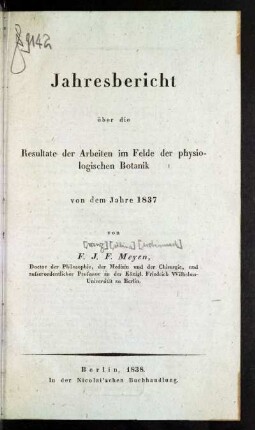 Jahresbericht
über die
Resultate der Arbeiten im Felde der physio-
logischen Botanik
von dem Jahre 1837
von
F. J. F. Meyen,
Doctor der Philosophie, der Medizin und der Chirurgie, und
außerordentlicher Professor an der Königl. Friedrich Wilhelms-
Universität zu Berlin.
Berlin, 1838.
In der Nicolai'schen Buchhandlung.